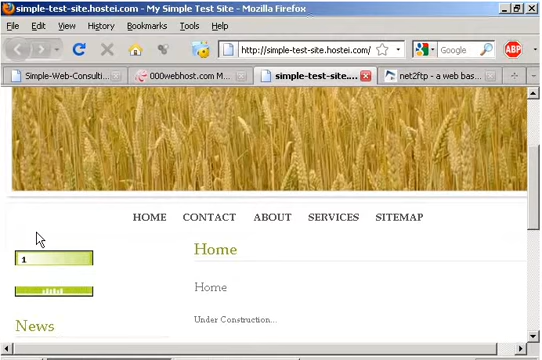 simple-test-site.hostei.com - My Simple Test Site - Mozilla Firefox
File Edit View History Bookmarks Tools Help
http://simple-test-site.hostei.com/ Google ABP
Simple-Web-Consulti... 000webhost.com M... simple-test-site.... net2ftp - a web bas...
HOME CONTACT ABOUT SERVICES SITEMAP
Home
1
Home
Under Construction...
News